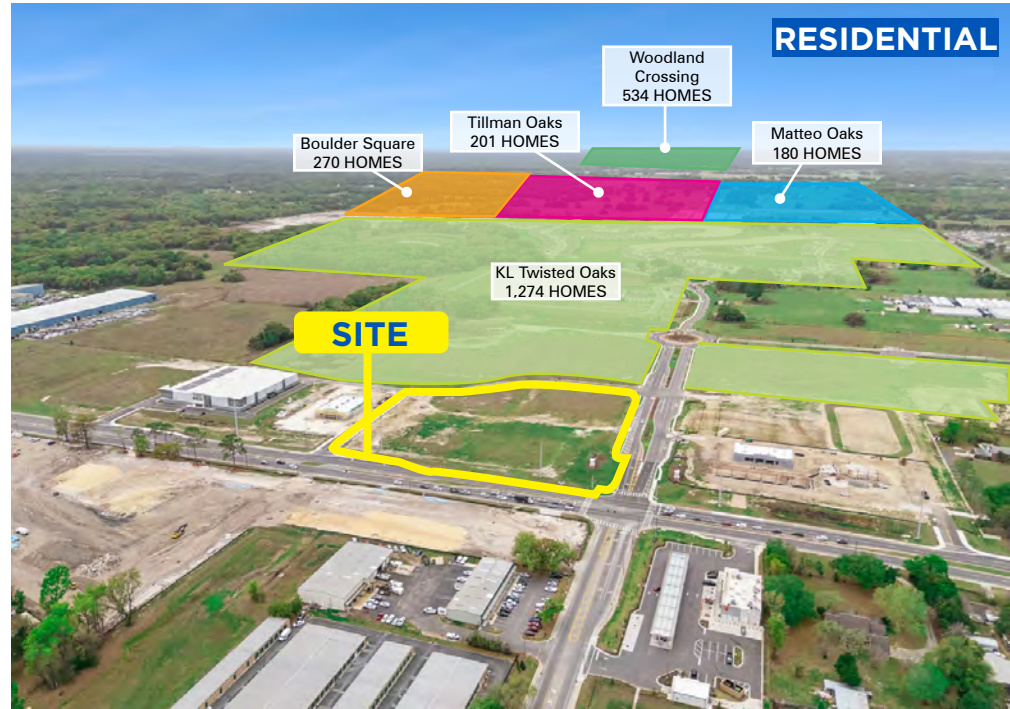 RESIDENTIAL
Woodland
Crossing
534 HOMES
Tillman Oaks
201 HOMES
Matteo Oaks
180 HOMES
Boulder Square
270 HOMES
KL Twisted Oaks
1,274 HOMES
SITE